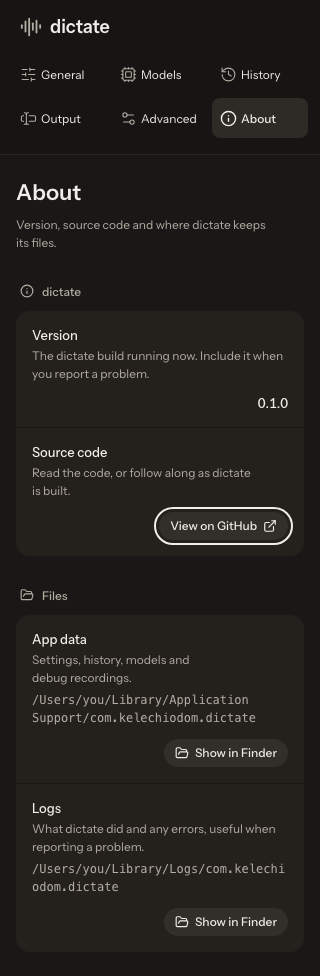 dictate
General
Models
History
Output
Advanced
About
About
Version, source code and where dictate keeps
its files.
dictate
Version
The dictate build running now. Include it when
you report a problem.
0.1.0
Source code
Read the code, or follow along as dictate
is built.
View on GitHub
Files
App data
Settings, history, models and
debug recordings.
/Users/you/Library/Application
Support/com.kelechiodom.dictate
Show in Finder
Logs
What dictate did and any errors, useful when
reporting a problem.
/Users/you/Library/Logs/com.kelechi
odom.dictate
Show in Finder